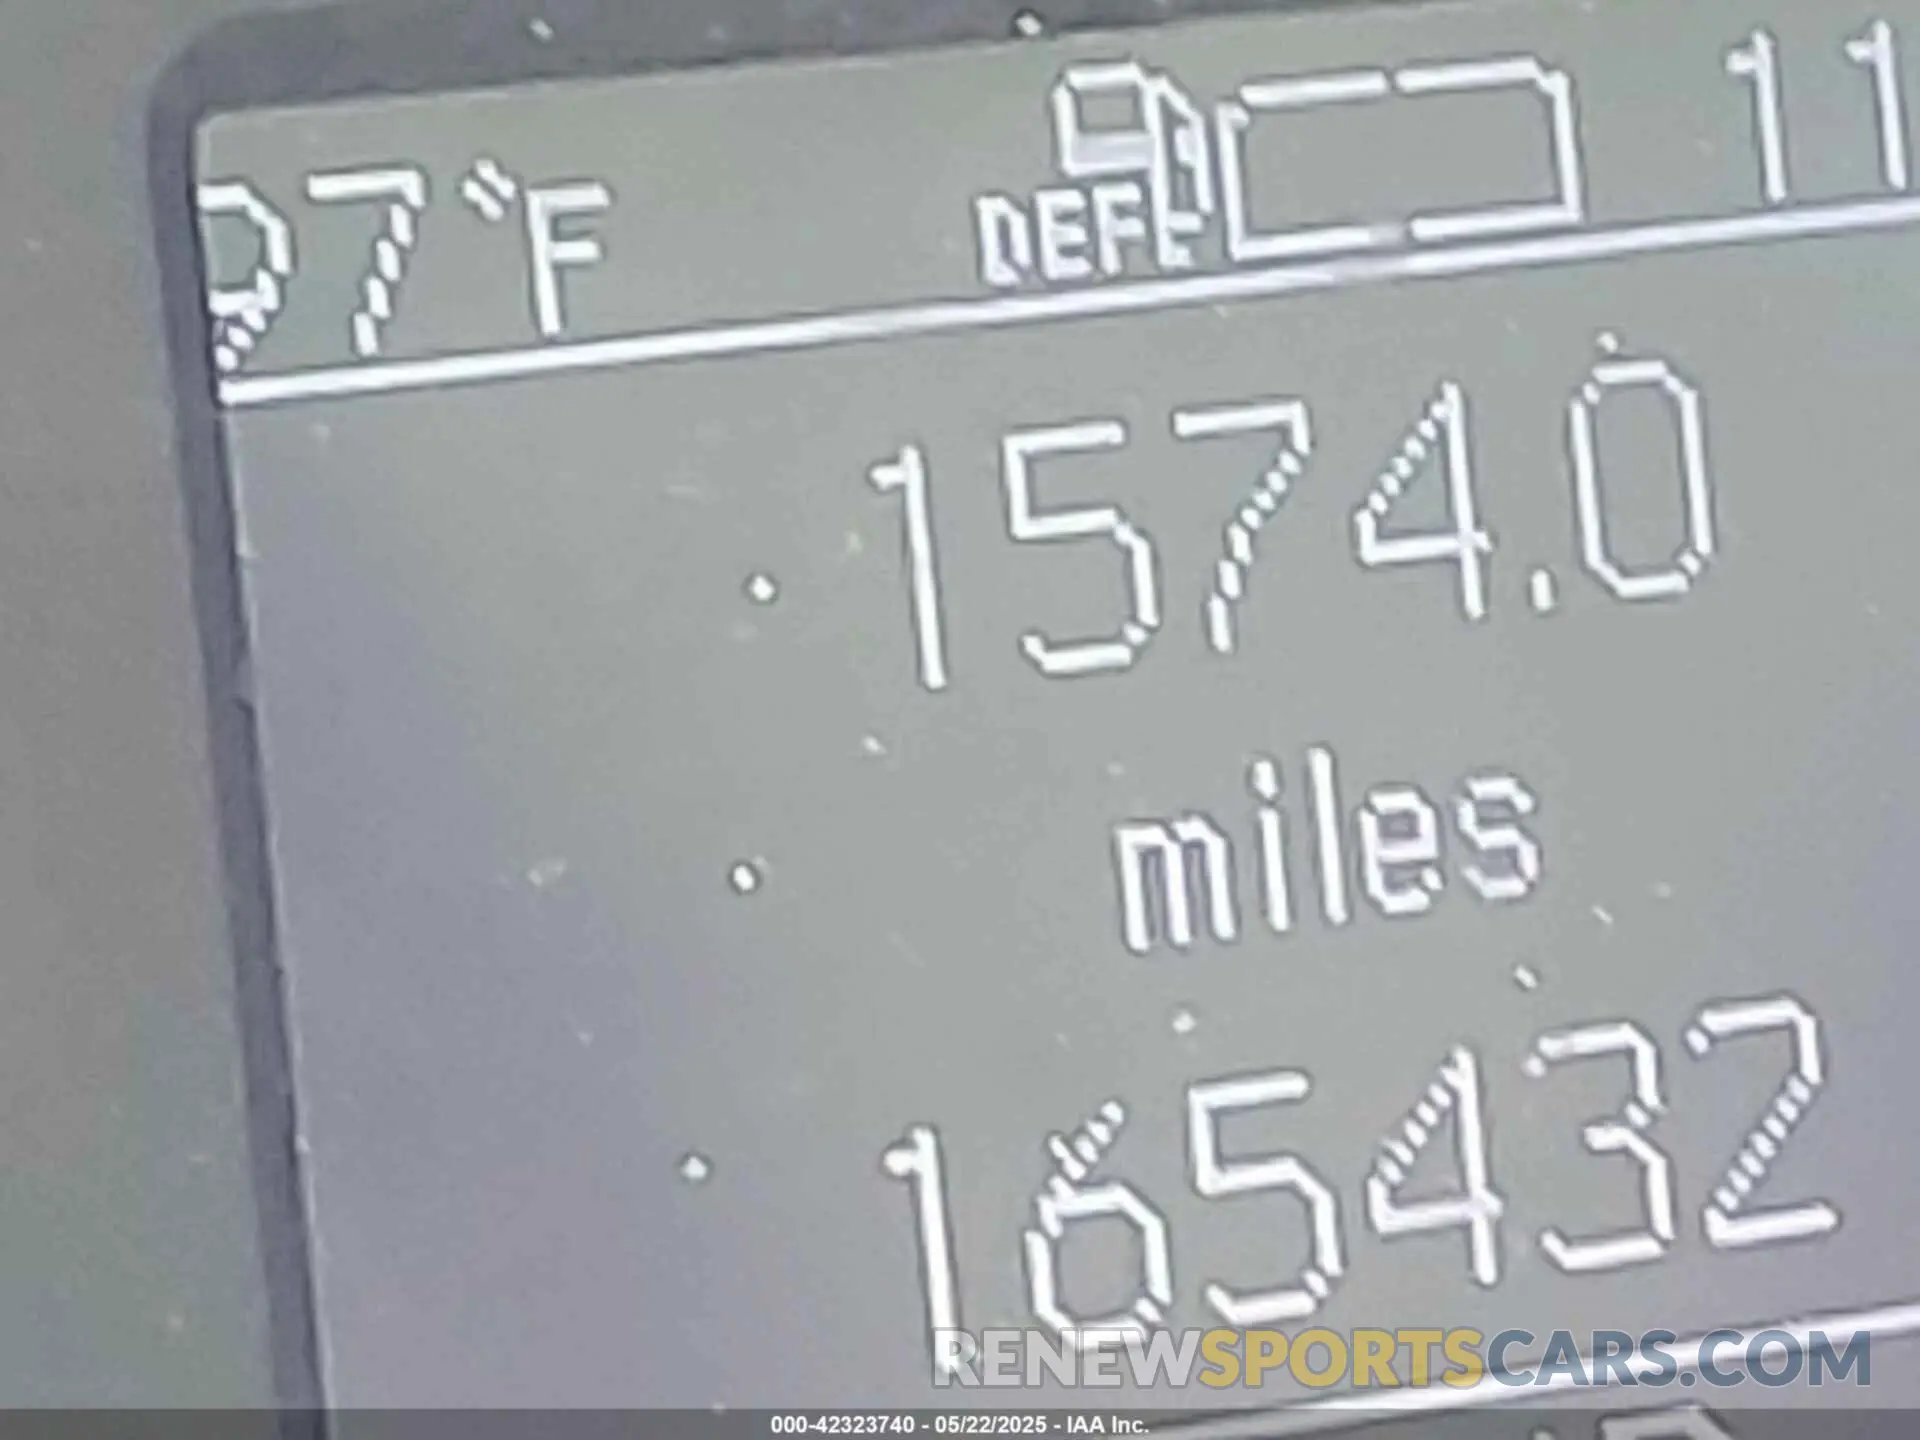 97°F DEF E 11
1574.0
miles
165432
RENEWSPORTSCARS.COM
000-42323740 - 05/22/2025 - IAA Inc.